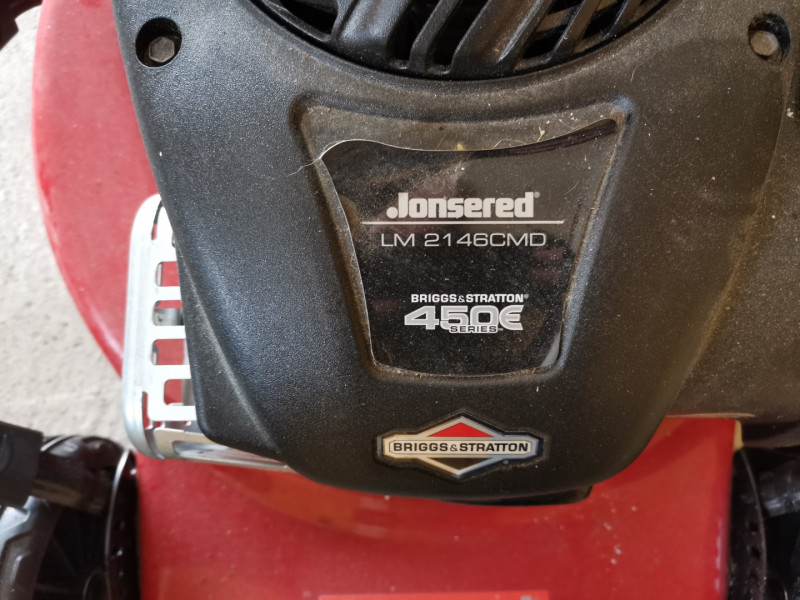 Jonsered
LM 2146CMD
BRIGGS&STRATTON
450E
SERIES
BRIGGS&STRATTON